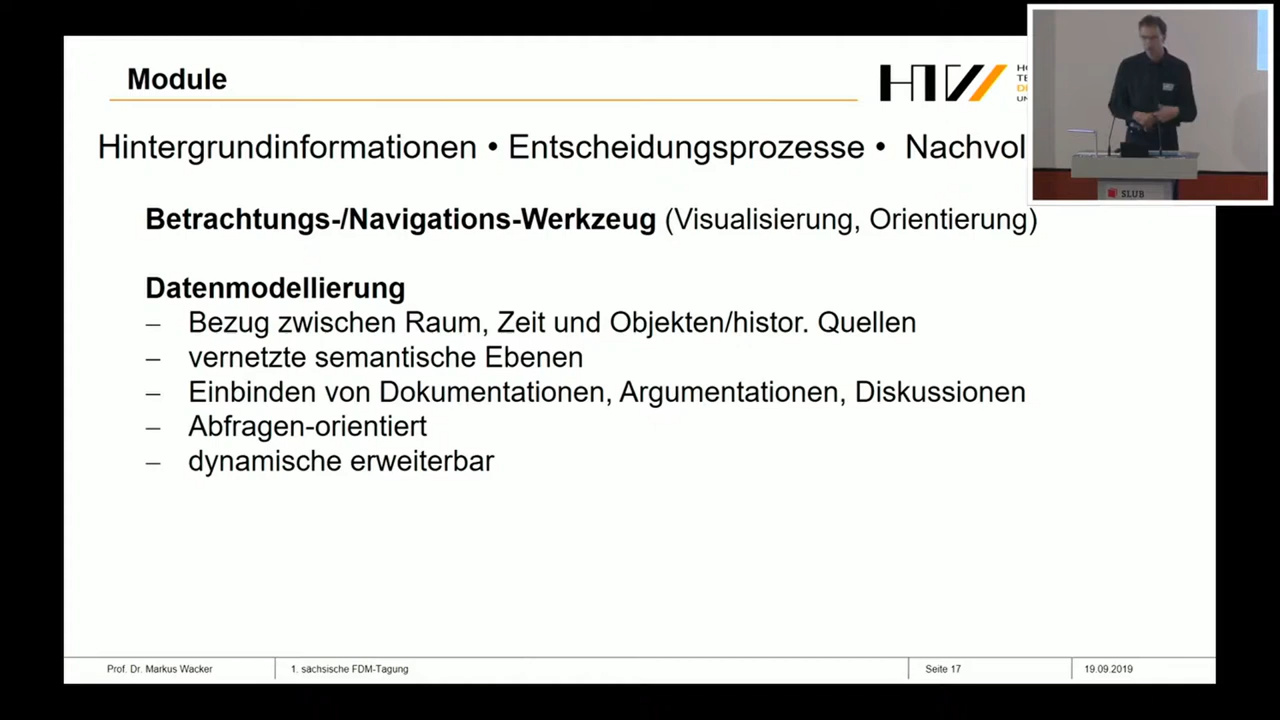 Module
HTW
Hintergrundinformationen • Entscheidungsprozesse •
Betrachtungs-/Navigations-Werkzeug (Visualisierung, Orientierung)
Datenmodellierung
– Bezug zwischen Raum, Zeit und Objekten/histor. Quellen
– vernetzte semantische Ebenen
– Einbinden von Dokumentationen, Argumentationen, Diskussionen
– Abfragen-orientiert
– dynamische erweiterbar
SLUB
Prof. Dr. Markus Wacker
1. sächsische FDM-Tagung
Seite 17
19.09.2019